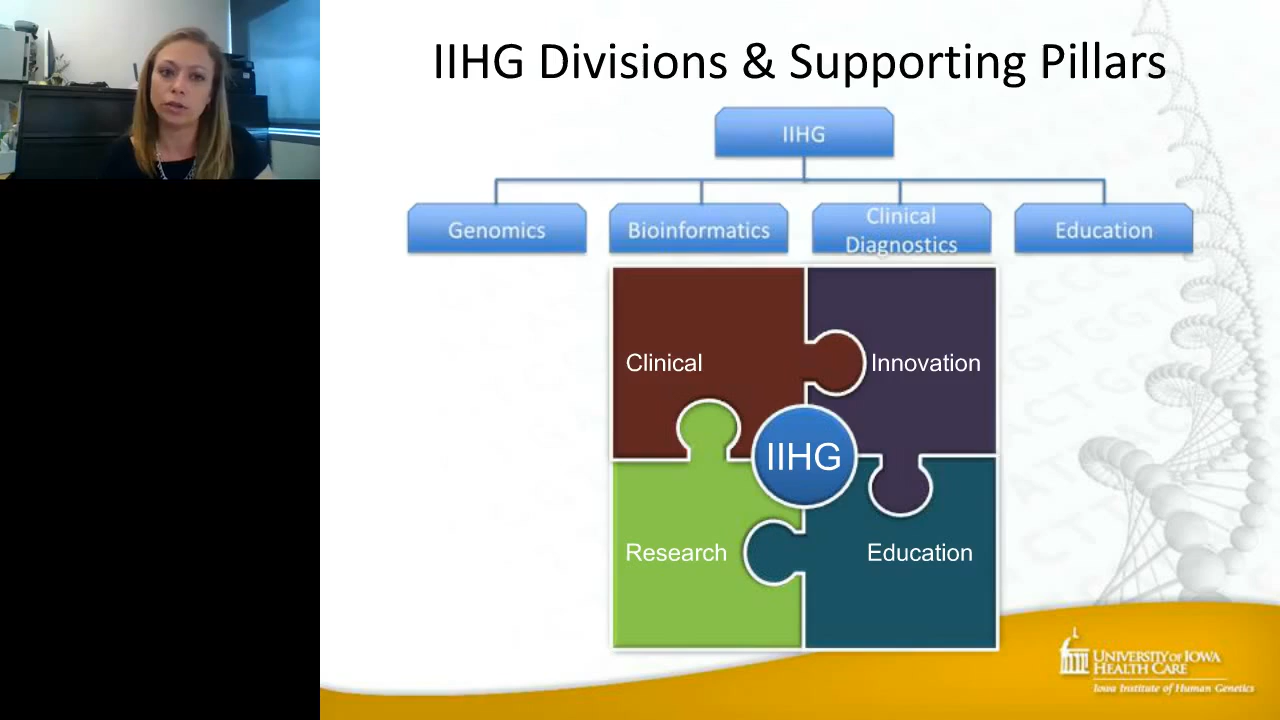 IIHG Divisions & Supporting Pillars
IIHG
Genomics
Bioinformatics
Clinical
Diagnostics
Education
Clinical
Innovation
IIHG
Research
Education
UNIVERSITY OF IOWA
HEALTH CARE
Iowa Institute of Human Genetics